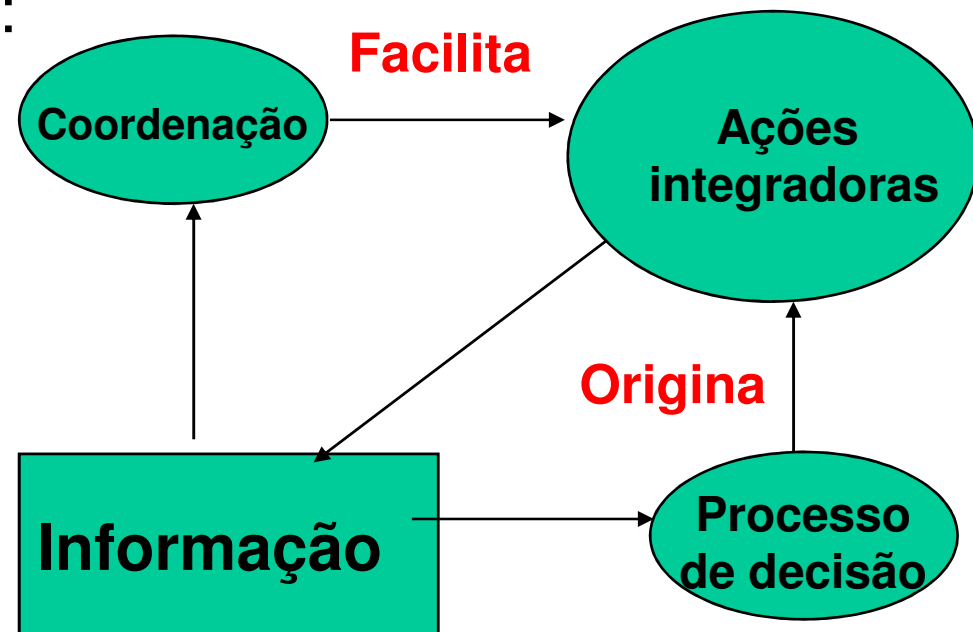 :
Facilita
Coordenação
Ações
integradoras
Origina
Informação
Processo
de decisão